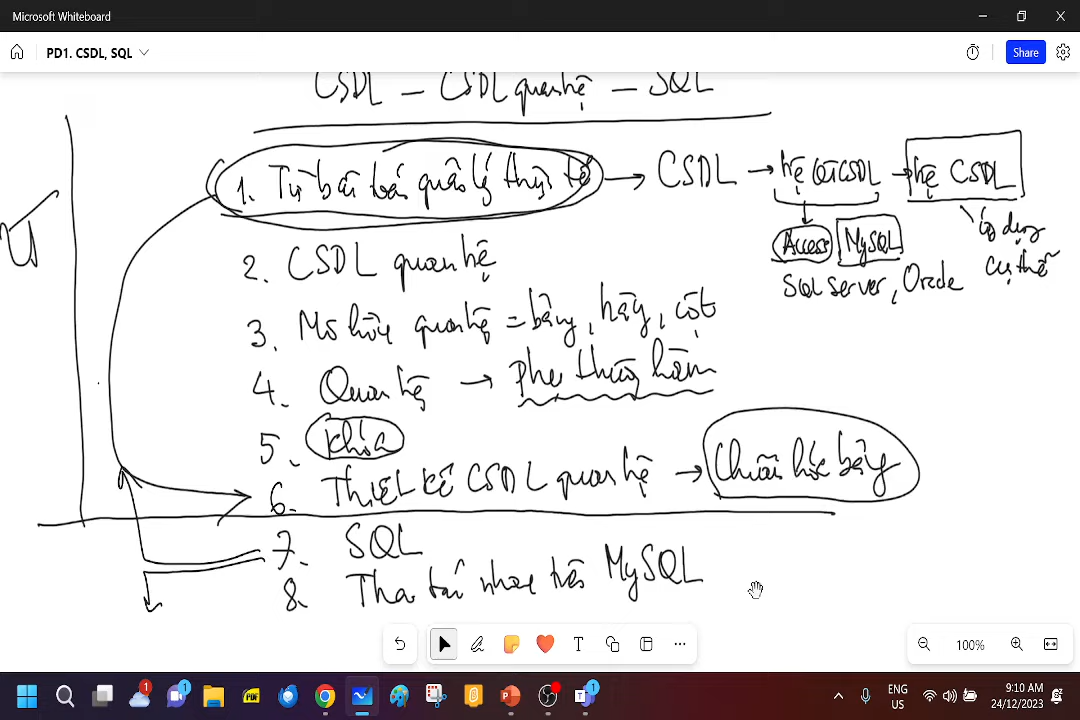 Microsoft Whiteboard
PD1. CSDL, SQL
Share
CSDL – CSDL quan hệ – SQL
1. Từ bài toán quản lý thực tế → CSDL → hệ QTCSDL → hệ CSDL
Access MySQL
SQL Server, Oracle
áp dụng
cụ thể
2. CSDL quan hệ
3. Mô hình quan hệ = bảng, hàng, cột
4. Quan hệ → Phụ thuộc hàm
5. Khóa
6. Thiết kế CSDL quan hệ → Chuẩn hóa bảng
7. SQL
8. Thao tác trên MySQL
100%
1
1
1
ENG
US
9:10 AM
24/12/2023